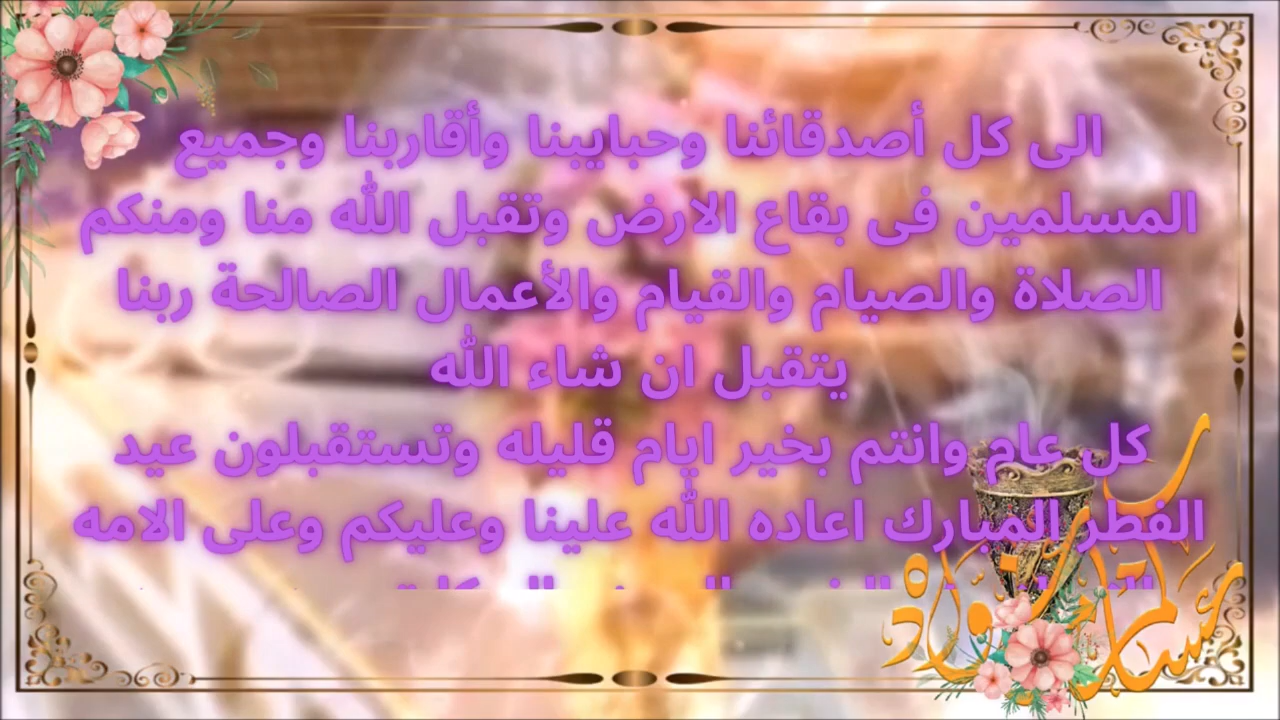 الى كل أصدقائنا وحبايبنا وأقاربنا وجميع
المسلمين فى بقاع الارض وتقبل الله منا ومنكم
الصلاة والصيام والقيام والأعمال الصالحة ربنا
يتقبل ان شاء الله
كل عام وانتم بخير ايام قليله وتستقبلون عيد
الفطر المبارك اعاده الله علينا وعليكم وعلى الامه